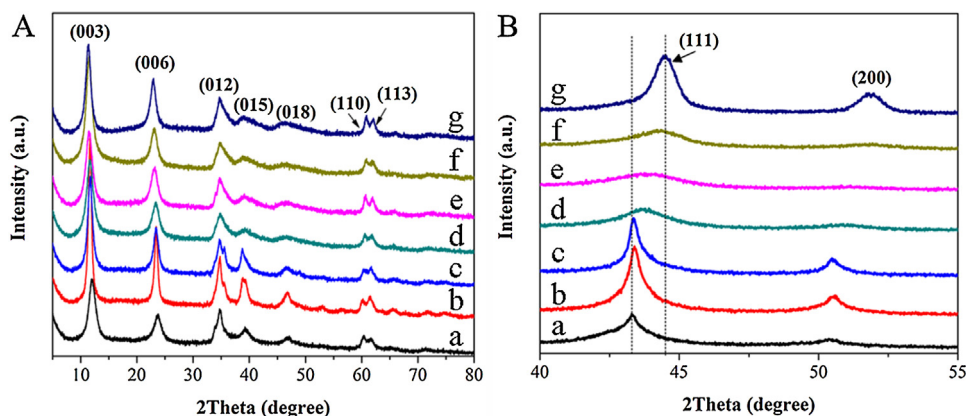 A
(003)
(006)
(012)
(015)
(018)
(110)
(113)
g
f
e
d
c
b
a
Intensity (a.u.)
10 20 30 40 50 60 70 80
2Theta (degree)
B
(111)
(200)
g
f
e
d
c
b
a
Intensity (a.u.)
40 45 50 55
2Theta (degree)